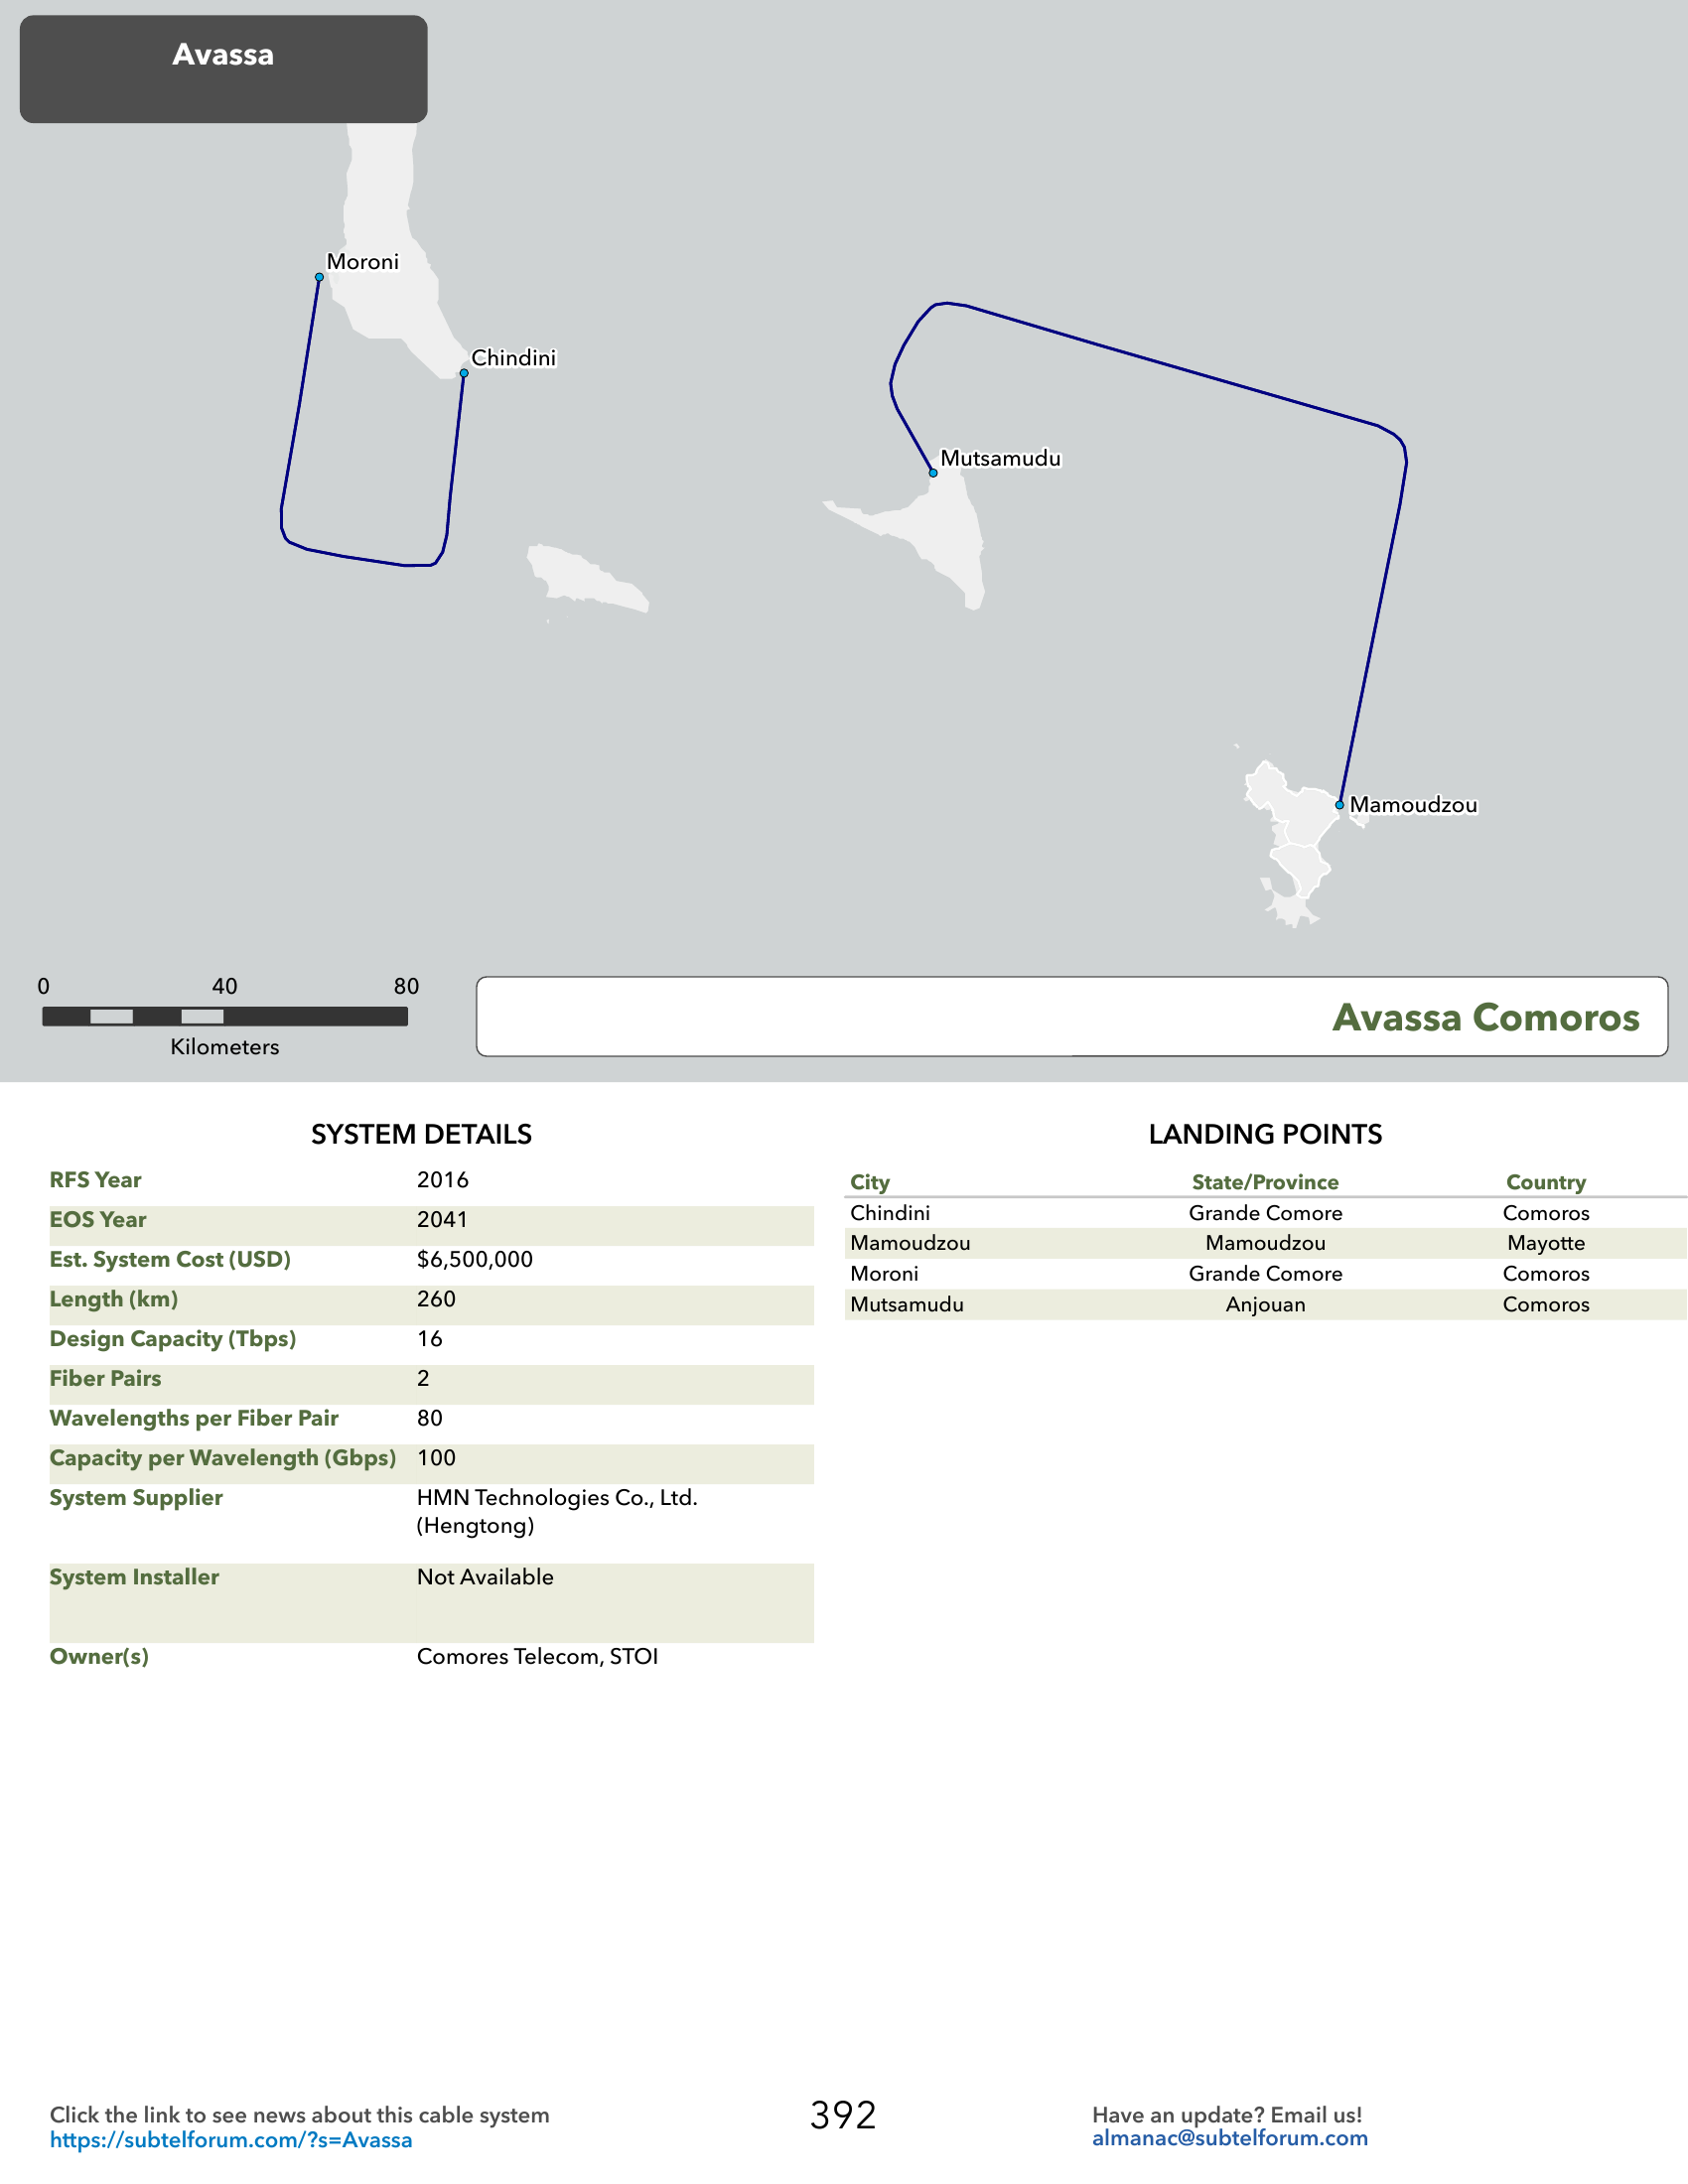 Avassa
Moroni
Chindini
Mutsamudu
Mamoudzou
0 40 80
Kilometers
Avassa Comoros
SYSTEM DETAILS
RFS Year 2016
EOS Year 2041
Est. System Cost (USD) $6,500,000
Length (km) 260
Design Capacity (Tbps) 16
Fiber Pairs 2
Wavelengths per Fiber Pair 80
Capacity per Wavelength (Gbps) 100
System Supplier HMN Technologies Co., Ltd.
(Hengtong)
System Installer Not Available
Owner(s) Comores Telecom, STOI
LANDING POINTS
City State/Province Country
Chindini Grande Comore Comoros
Mamoudzou Mamoudzou Mayotte
Moroni Grande Comore Comoros
Mutsamudu Anjouan Comoros
Click the link to see news about this cable system
https://subtelforum.com/?s=Avassa
392
Have an update? Email us!
almanac@subtelforum.com